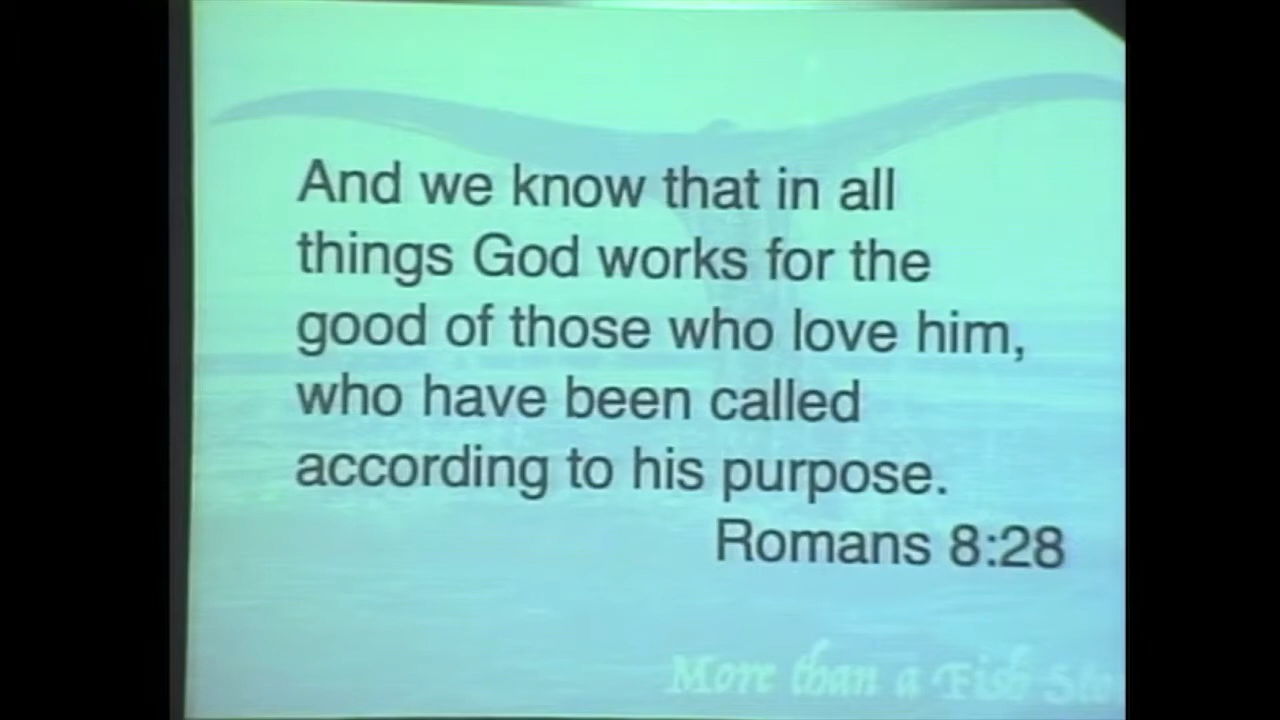 And we know that in all
things God works for the
good of those who love him,
who have been called
according to his purpose.
Romans 8:28
More than a Fish